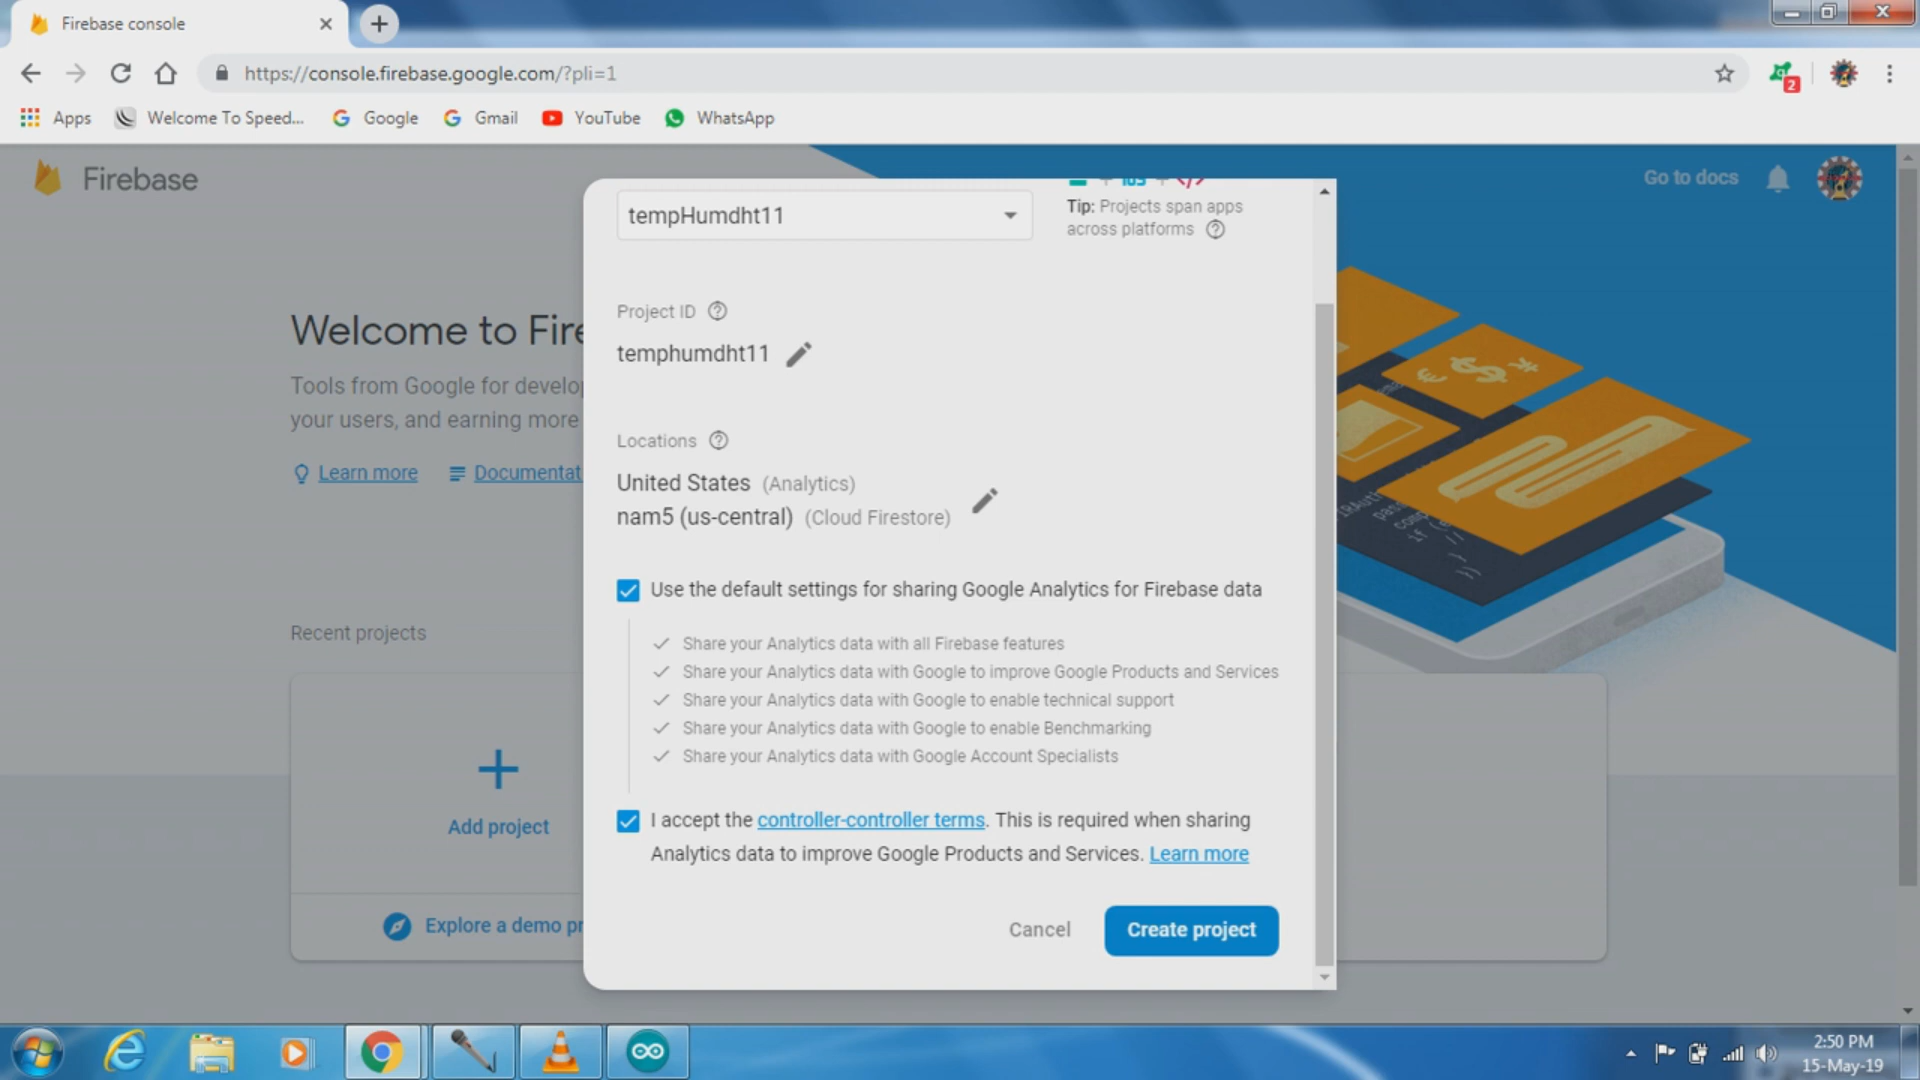 Firebase console
https://console.firebase.google.com/?pli=1
2
Apps
Welcome To Speed...
Google
Gmail
YouTube
WhatsApp
Firebase
Go to docs
tempHumdht11
Tip: Projects span apps
across platforms
Project ID
temphumdht11
Welcome to Fire
Tools from Google for develop
your users, and earning more
Learn more
Documentat
Locations
United States (Analytics)
nam5 (us-central) (Cloud Firestore)
Use the default settings for sharing Google Analytics for Firebase data
Share your Analytics data with all Firebase features
Share your Analytics data with Google to improve Google Products and Services
Share your Analytics data with Google to enable technical support
Share your Analytics data with Google to enable Benchmarking
Share your Analytics data with Google Account Specialists
Recent projects
Add project
Explore a demo pr
I accept the controller-controller terms. This is required when sharing
Analytics data to improve Google Products and Services. Learn more
Cancel
Create project
2:50 PM
15-May-19